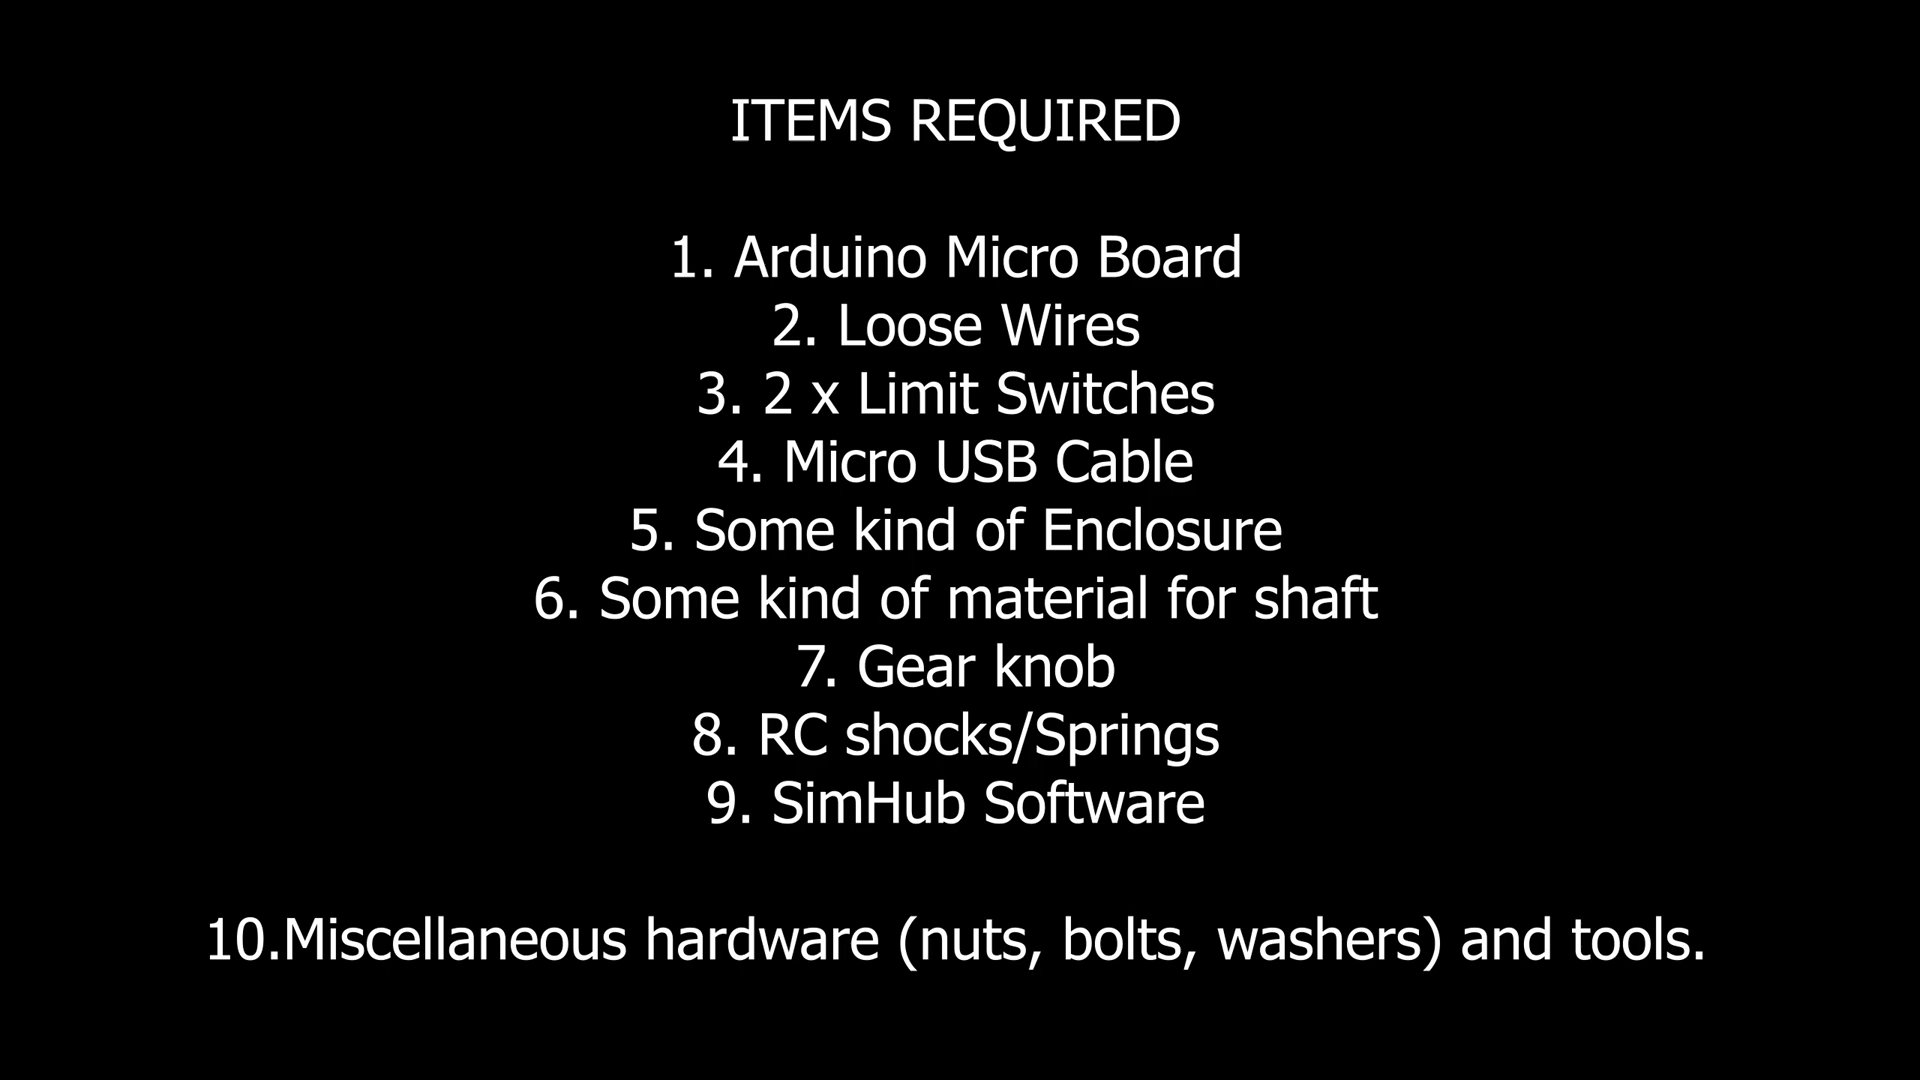 ITEMS REQUIRED
1. Arduino Micro Board
2. Loose Wires
3. 2 x Limit Switches
4. Micro USB Cable
5. Some kind of Enclosure
6. Some kind of material for shaft
7. Gear knob
8. RC shocks/Springs
9. SimHub Software
10.Miscellaneous hardware (nuts, bolts, washers) and tools.